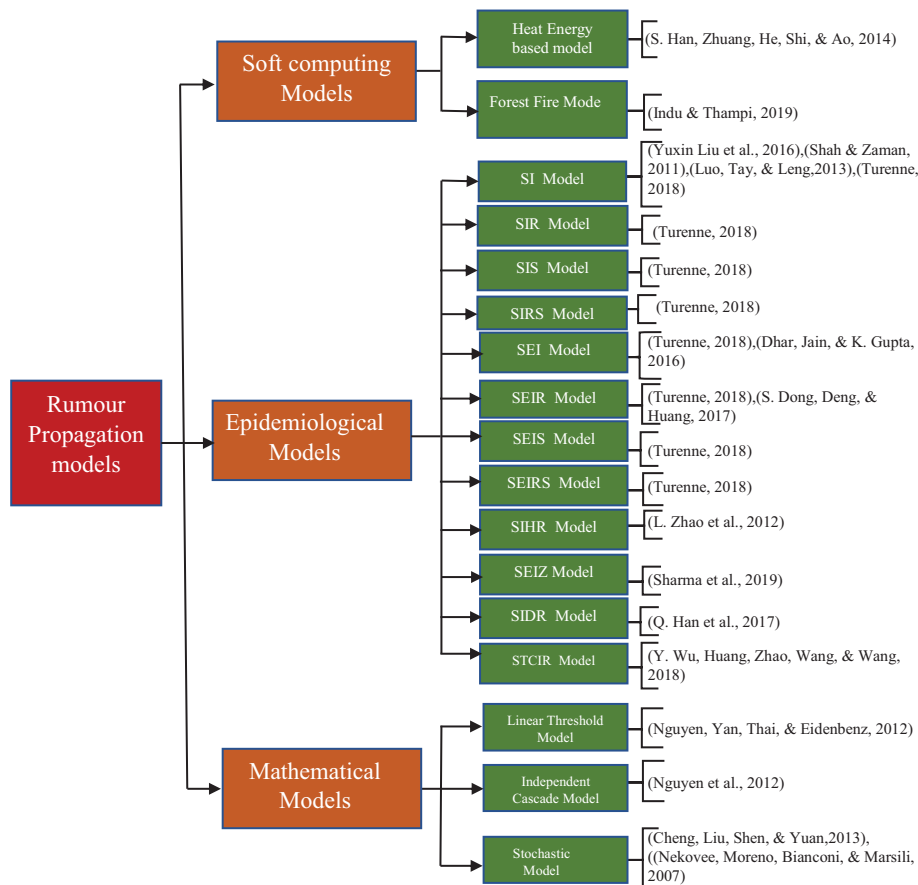 Rumour
Propagation
models
Soft computing
Models
Heat Energy
based model
(S. Han, Zhuang, He, Shi, & Ao, 2014)
Forest Fire Mode
(Indu & Thampi, 2019)
Epidemiological
Models
SI Model
(Yuxin Liu et al., 2016),(Shah & Zaman,
2011),(Luo, Tay, & Leng,2013),(Turenne,
2018)
SIR Model
(Turenne, 2018)
SIS Model
(Turenne, 2018)
SIRS Model
(Turenne, 2018)
SEI Model
(Turenne, 2018),(Dhar, Jain, & K. Gupta,
2016)
SEIR Model
(Turenne, 2018),(S. Dong, Deng, &
Huang, 2017)
SEIS Model
(Turenne, 2018)
SEIRS Model
(Turenne, 2018)
SIHR Model
(L. Zhao et al., 2012)
SEIZ Model
(Sharma et al., 2019)
SIDR Model
(Q. Han et al., 2017)
STCIR Model
(Y. Wu, Huang, Zhao, Wang, & Wang,
2018)
Mathematical
Models
Linear Threshold
Model
(Nguyen, Yan, Thai, & Eidenbenz, 2012)
Independent
Cascade Model
(Nguyen et al., 2012)
Stochastic
Model
(Cheng, Liu, Shen, & Yuan,2013),
((Nekovee, Moreno, Bianconi, & Marsili,
2007)